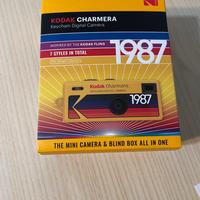 KODAK CHARMERA
Keychain Digital Camera
INSPIRED BY THE KODAK FLING
7 STYLES IN TOTAL
1987
Kodak
1987
THE MINI CAMERA & BLIND BOX ALL IN ONE